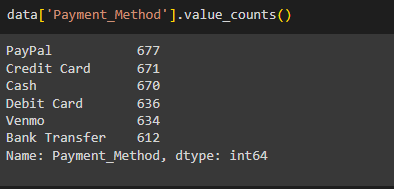 data['Payment_Method'].value_counts()
PayPal 677
Credit Card 671
Cash 670
Debit Card 636
Venmo 634
Bank Transfer 612
Name: Payment_Method, dtype: int64